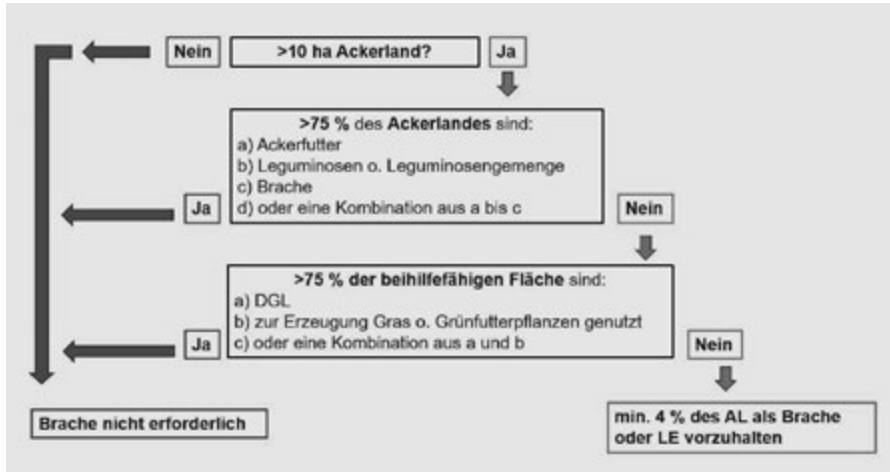 Nein
>10 ha Ackerland?
Ja
>75 % des Ackerlandes sind:
a) Ackerfutter
b) Leguminosen o. Leguminosengemenge
c) Brache
d) oder eine Kombination aus a bis c
Ja
Nein
>75 % der beihilfefähigen Fläche sind:
a) DGL
b) zur Erzeugung Gras o. Grünfutterpflanzen genutzt
c) oder eine Kombination aus a und b
Ja
Nein
Brache nicht erforderlich
min. 4 % des AL als Brache
oder LE vorzuhalten